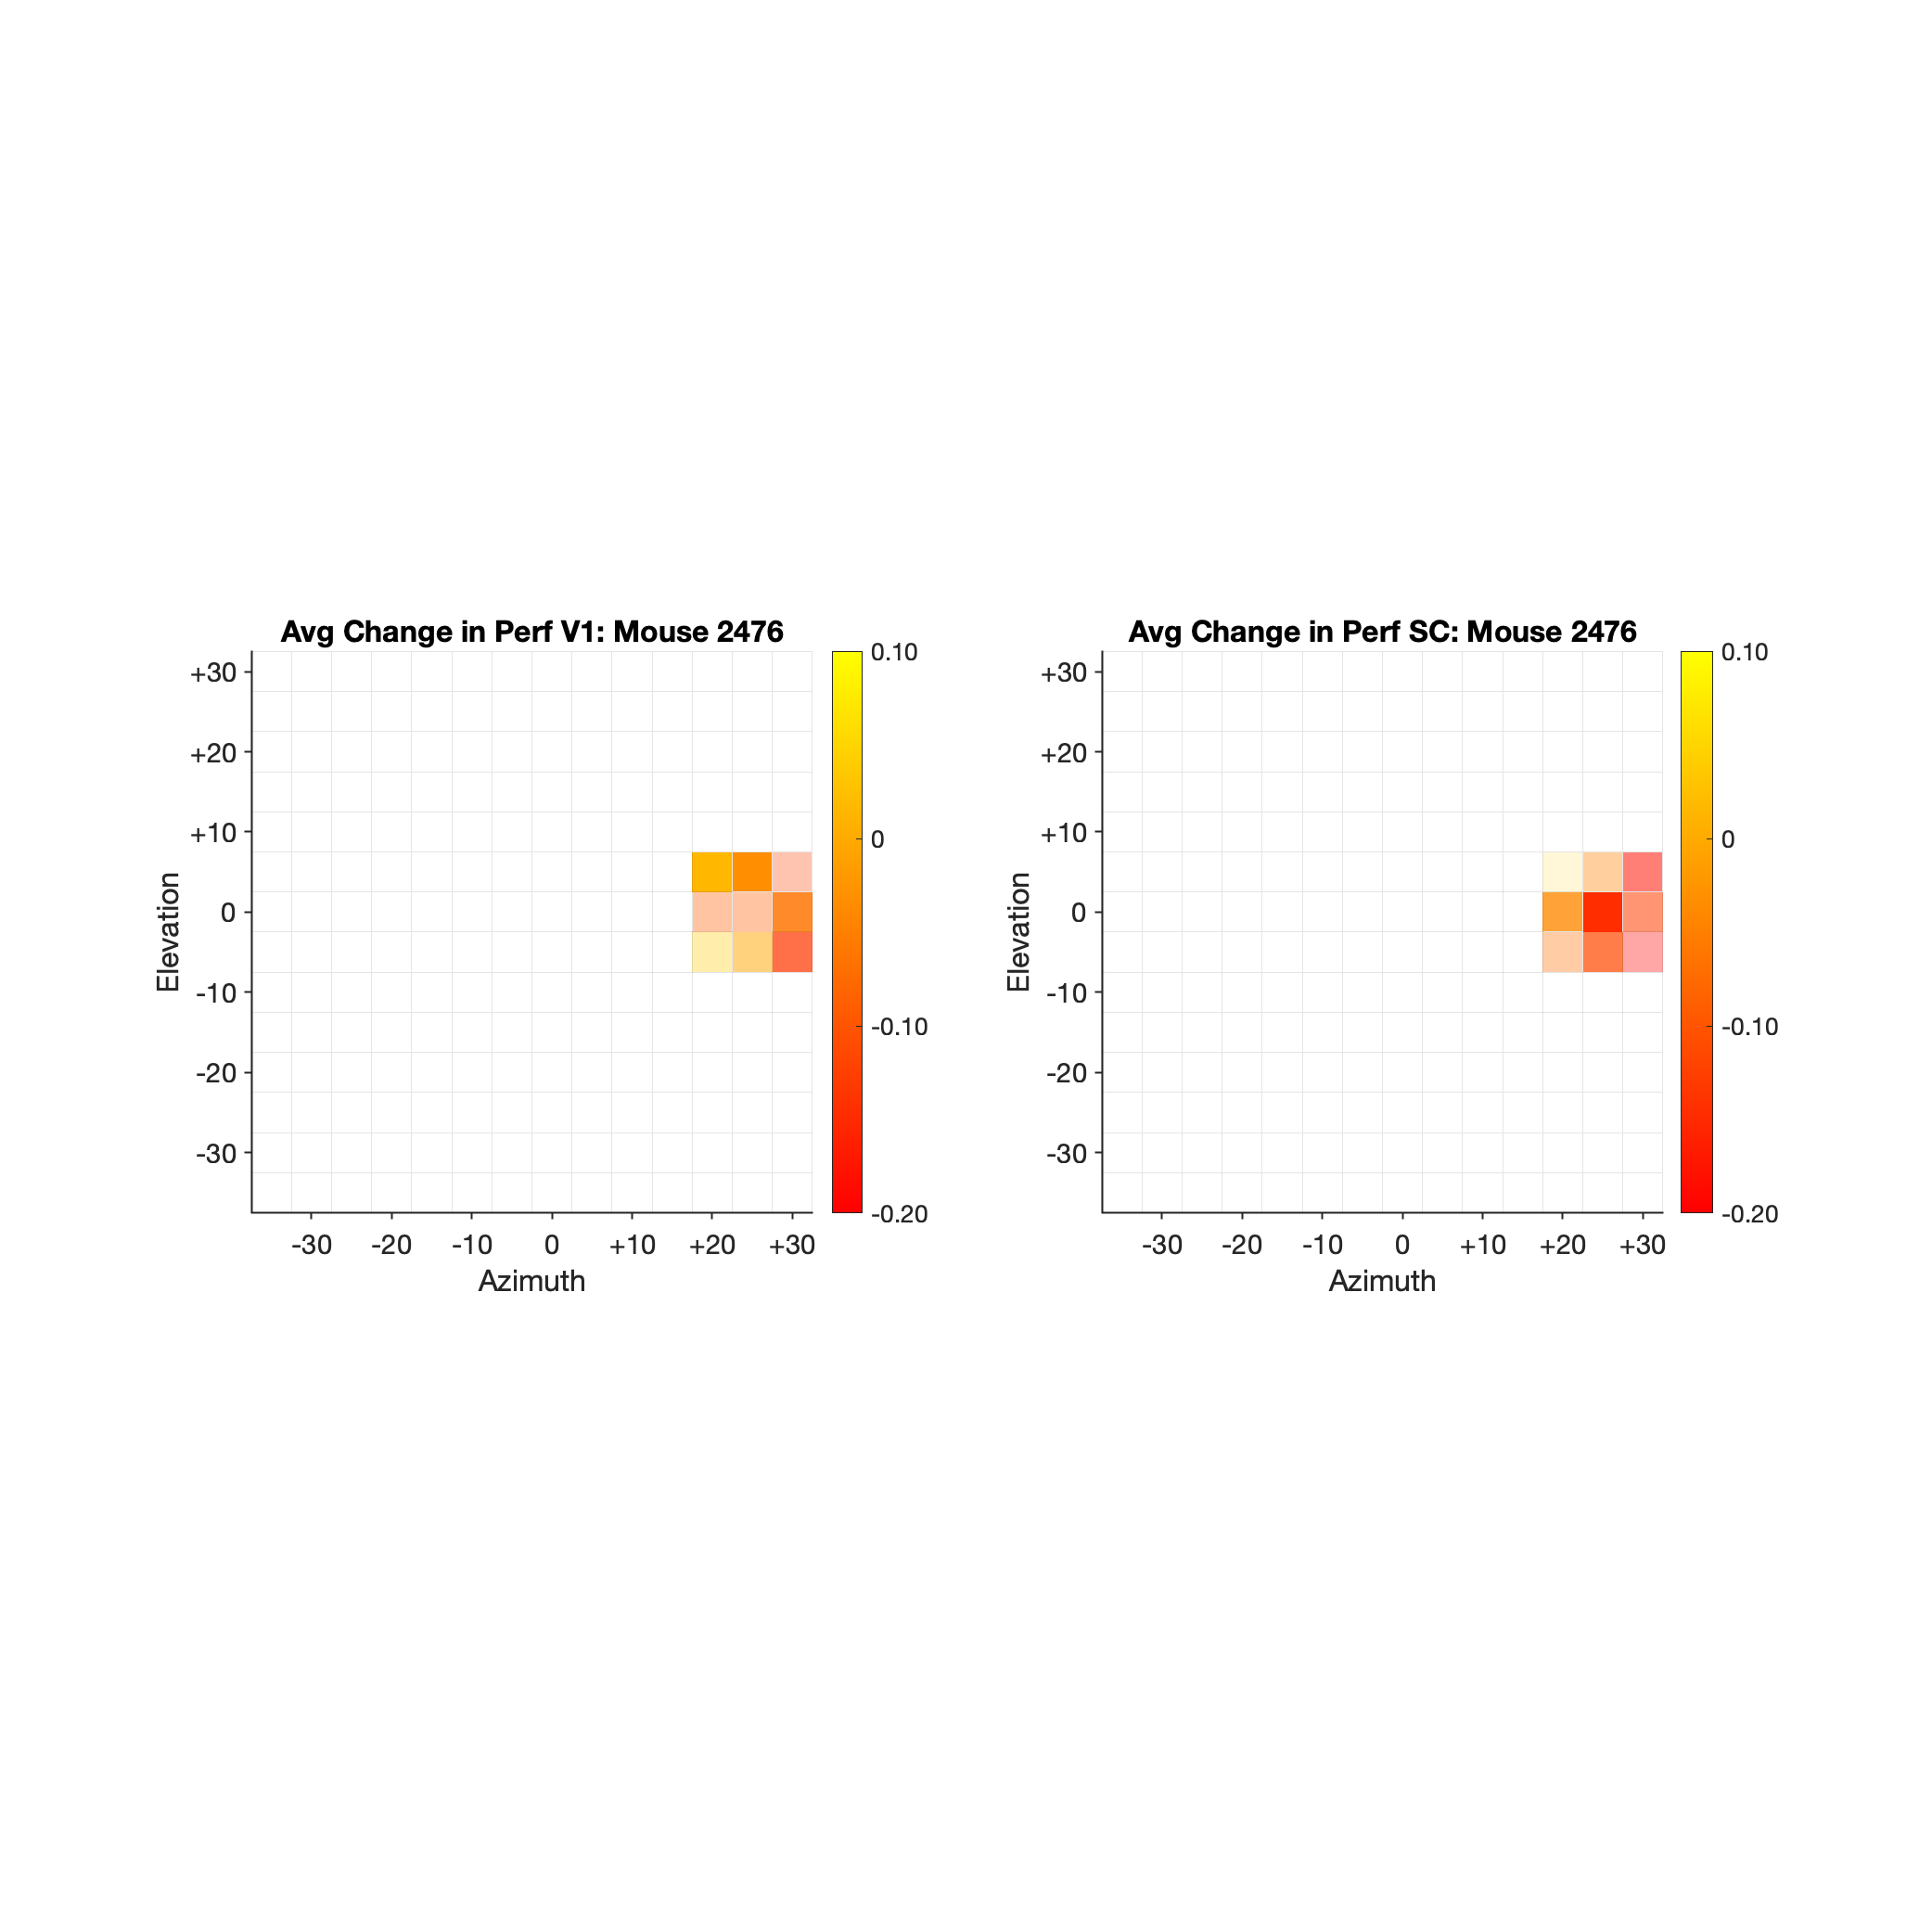 Avg Change in Perf V1: Mouse 2476
+30
+20
+10
0
-10
-20
-30
Elevation
-30 -20 -10 0 +10 +20 +30
Azimuth
0.10
0
-0.10
-0.20
Avg Change in Perf SC: Mouse 2476
+30
+20
+10
0
-10
-20
-30
Elevation
-30 -20 -10 0 +10 +20 +30
Azimuth
0.10
0
-0.10
-0.20